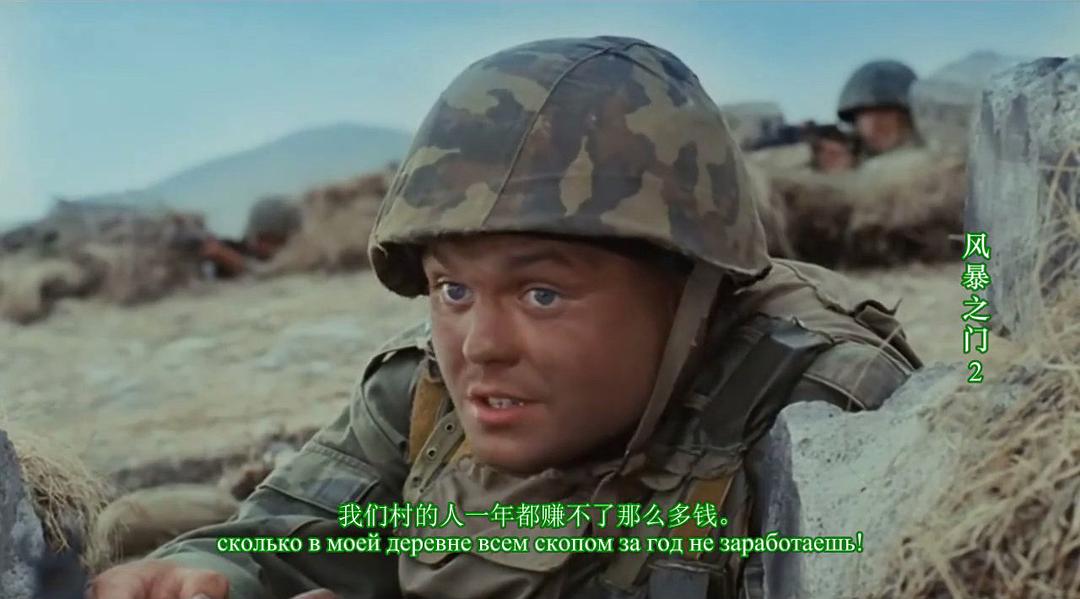 风暴之门2
我们村的人一年都赚不了那么多钱。
сколько в моей деревне всем скопом за год не заработаешь!